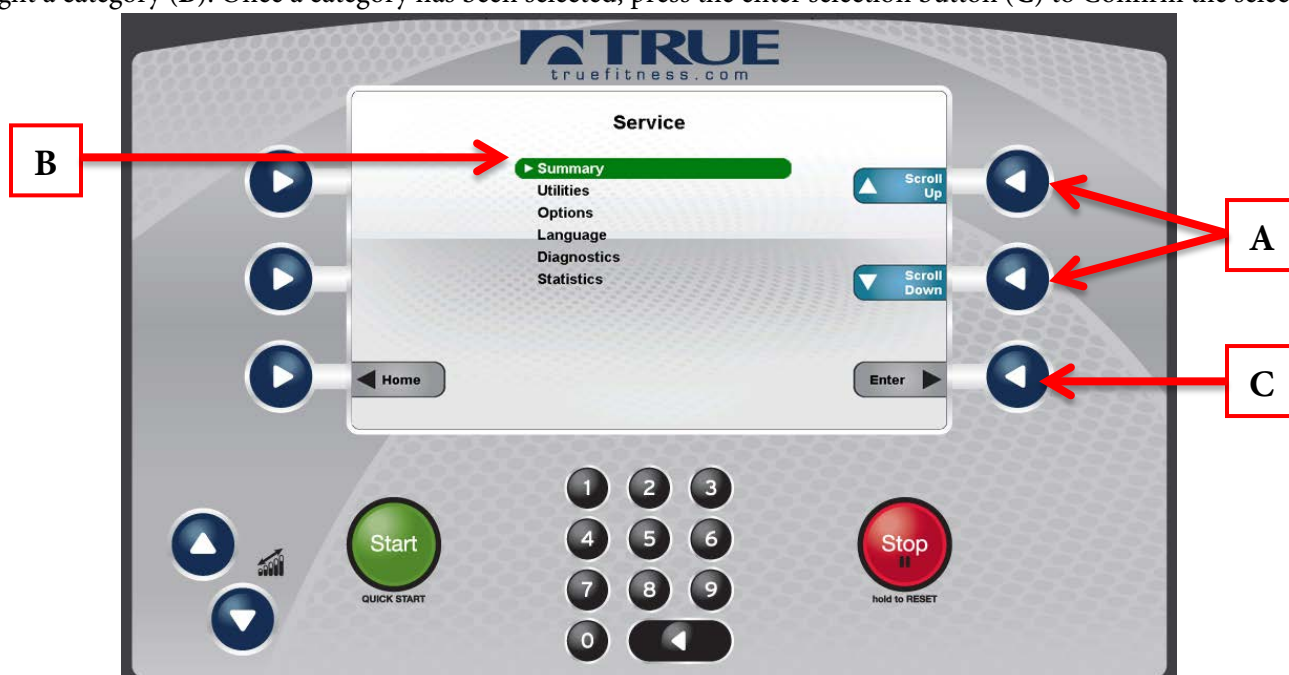 ght a category (B). Once a category has been selected, press the enter selection button (C) to Confirm the selec
TRUE
truefitness.com
Service
B
Summary
Utilities
Options
Language
Diagnostics
Statistics
Scroll
Up
Scroll
Down
A
Home
Enter
C
1 2 3
4 5 6
7 8 9
0
Start
QUICK START
Stop
hold to RESET